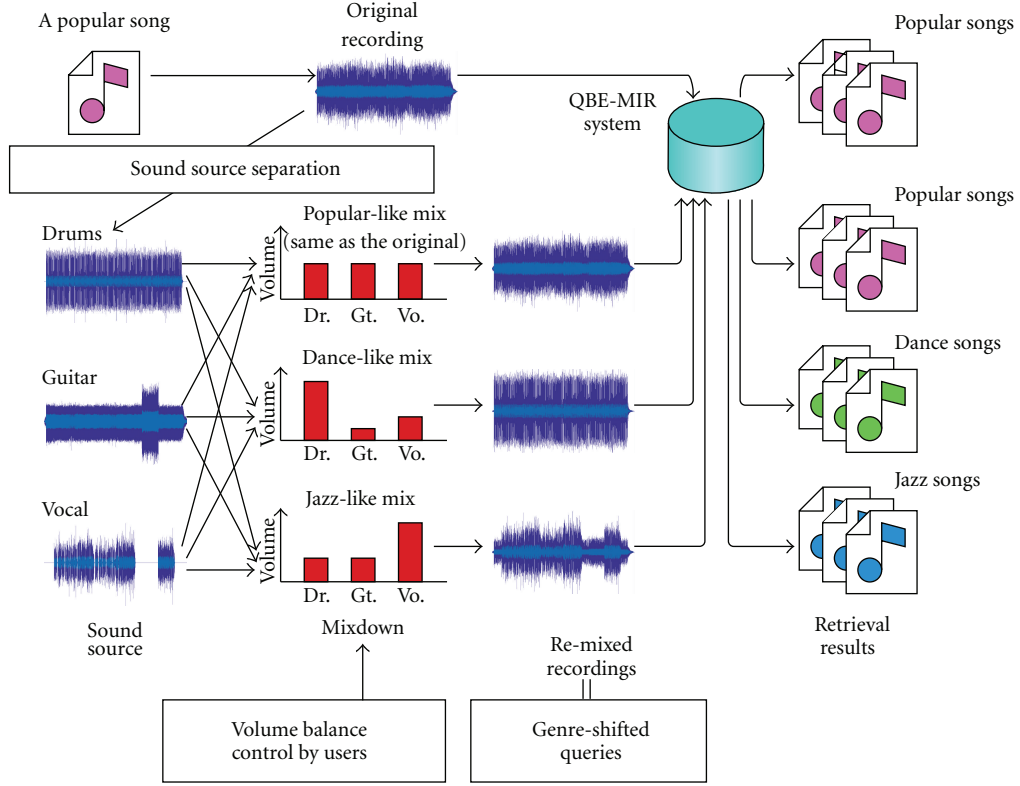 A popular song
Original
recording
Popular songs
QBE-MIR
system
Sound source separation
Drums
Popular-like mix
(same as the original)
Volume
Dr. Gt. Vo.
Popular songs
Guitar
Dance-like mix
Volume
Dr. Gt. Vo.
Dance songs
Vocal
Jazz-like mix
Volume
Dr. Gt. Vo.
Jazz songs
Sound
source
Mixdown
Re-mixed
recordings
Retrieval
results
Volume balance
control by users
Genre-shifted
queries